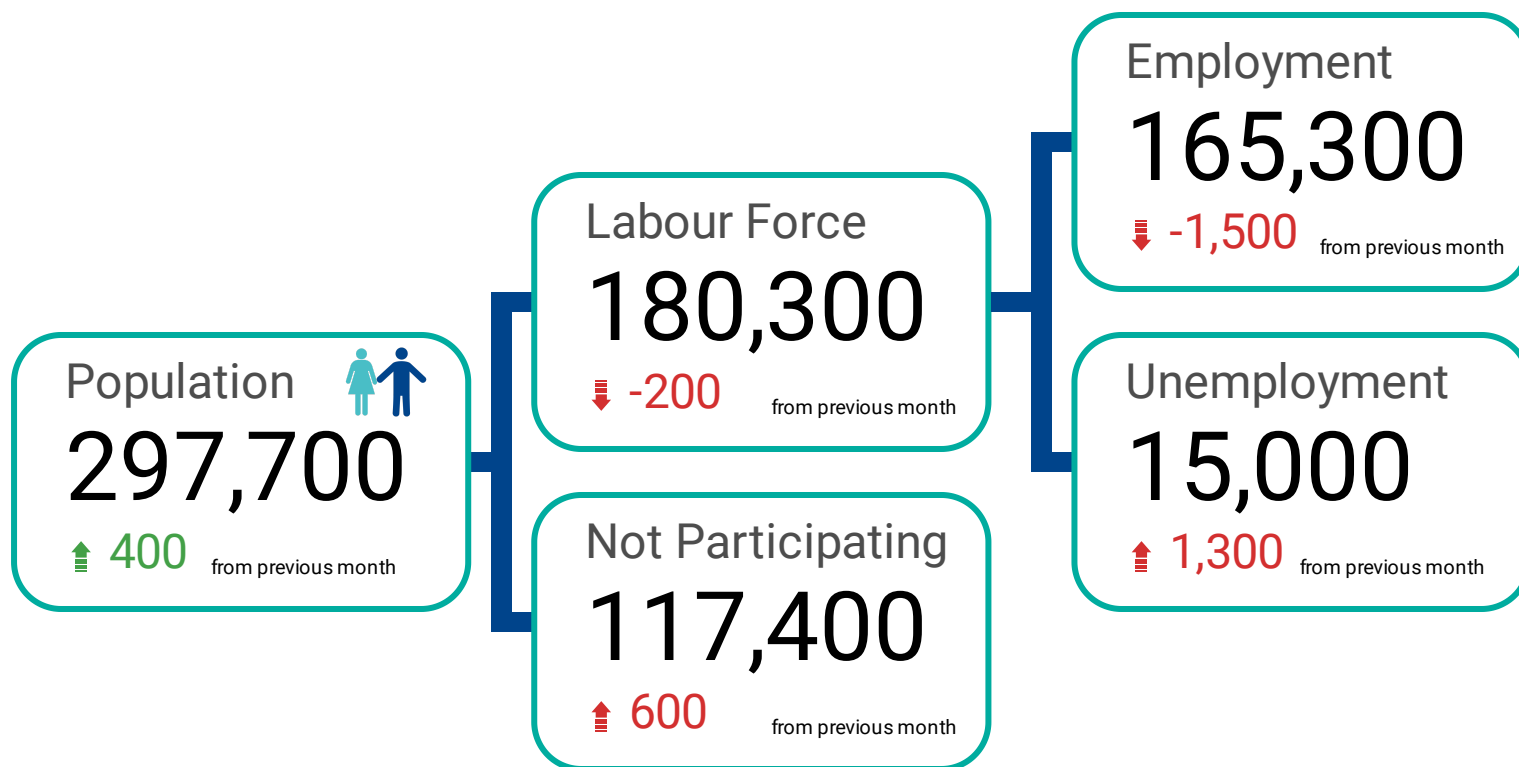 Population
297,700
400 from previous month
Labour Force
180,300
-200 from previous month
Not Participating
117,400
600 from previous month
Employment
165,300
-1,500 from previous month
Unemployment
15,000
1,300 from previous month